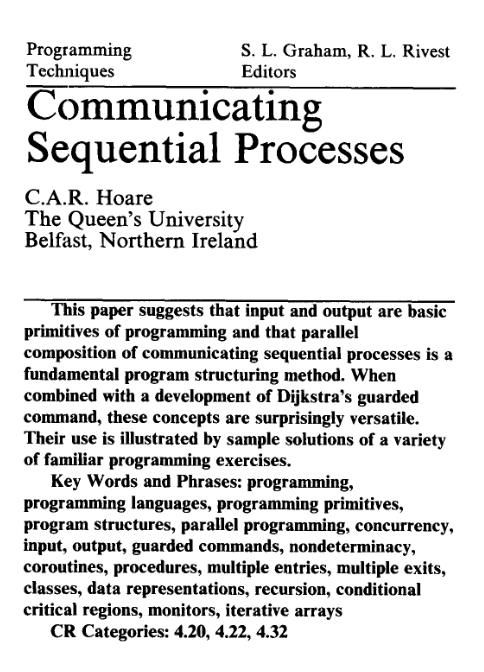 Programming Techniques
S. L. Graham, R. L. Rivest Editors
Communicating
Sequential Processes
C.A.R. Hoare
The Queen's University
Belfast, Northern Ireland
This paper suggests that input and output are basic
primitives of programming and that parallel
composition of communicating sequential processes is a
fundamental program structuring method. When
combined with a development of Dijkstra's guarded
command, these concepts are surprisingly versatile.
Their use is illustrated by sample solutions of a variety
of familiar programming exercises.
Key Words and Phrases: programming,
programming languages, programming primitives,
program structures, parallel programming, concurrency,
input, output, guarded commands, nondeterminacy,
coroutines, procedures, multiple entries, multiple exits,
classes, data representations, recursion, conditional
critical regions, monitors, iterative arrays
CR Categories: 4.20, 4.22, 4.32